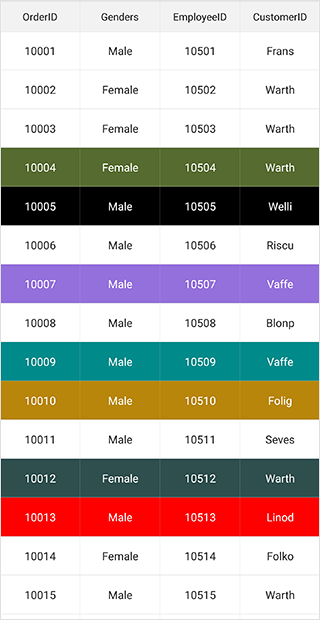 OrderID Genders EmployeeID CustomerID
10001 Male 10501 Frans
10002 Female 10502 Warth
10003 Female 10503 Warth
10004 Female 10504 Warth
10005 Male 10505 Welli
10006 Male 10506 Riscu
10007 Male 10507 Vaffe
10008 Male 10508 Blonp
10009 Male 10509 Vaffe
10010 Male 10510 Folig
10011 Male 10511 Seves
10012 Female 10512 Warth
10013 Male 10513 Linod
10014 Female 10514 Folko
10015 Male 10515 Warth